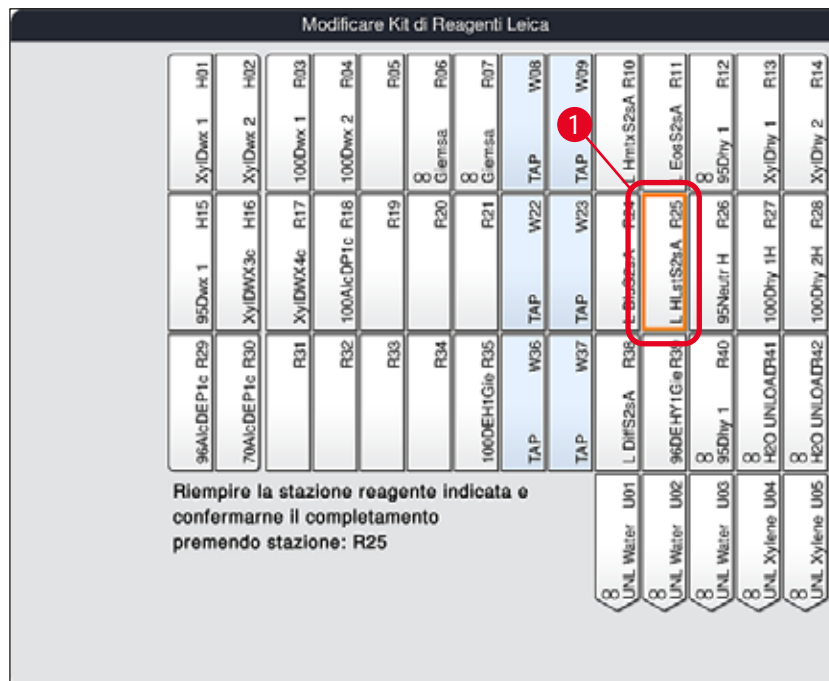 Modificare Kit di Reagenti Leica
XylDwx 1 H01
XylDwx 2 H02
100Dwx 1 R03
100Dwx 2 R04
R05
∞ Giemsa R06
∞ Giemsa R07
TAP W08
TAP W09
L HmtxS2sA R10
L EosS2sA R11
∞ 95Dhy 1 R12
XylDhy 1 R13
XylDhy 2 R14
1
95Dwx 1 H15
XylDWX3c H16
XylDWX4c R17
100AlcDP1c R18
R19
R20
R21
TAP W22
TAP W23
R24
L HLstS2sA R25
95Neutr H R26
100Dhy 1H R27
100Dhy 2H R28
96AlcDEP1c R29
70AlcDEP1c R30
R31
R32
R33
R34
100DEH1Gie R35
TAP W36
TAP W37
L DiffS2sA R38
96DEHY1Gie R39
∞ 95Dhy 1 R40
∞ H2O UNLOAD R41
∞ H2O UNLOAD R42
Riempire la stazione reagente indicata e
confermarne il completamento
premendo stazione: R25
∞ UNL Water U01
∞ UNL Water U02
∞ UNL Water U03
∞ UNL Xylene U04
∞ UNL Xylene U05